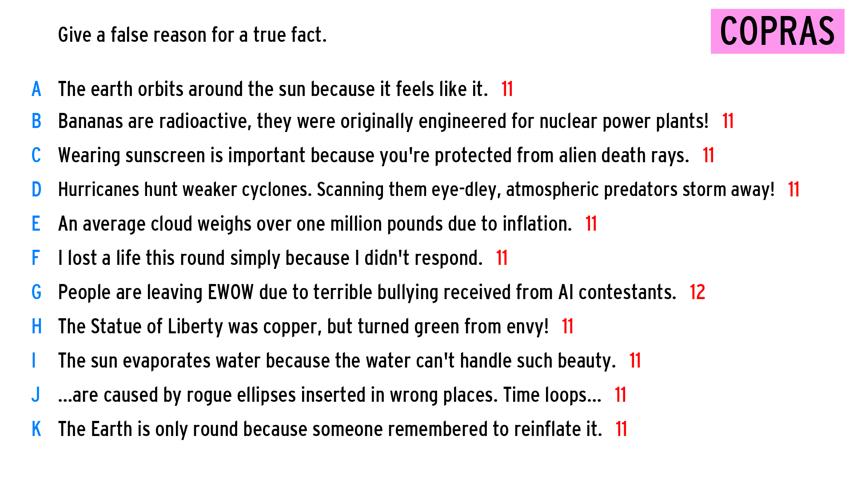 Give a false reason for a true fact.
COPRAS
A The earth orbits around the sun because it feels like it. 11
B Bananas are radioactive, they were originally engineered for nuclear power plants! 11
C Wearing sunscreen is important because you're protected from alien death rays. 11
D Hurricanes hunt weaker cyclones. Scanning them eye-dley, atmospheric predators storm away! 11
E An average cloud weighs over one million pounds due to inflation. 11
F I lost a life this round simply because I didn't respond. 11
G People are leaving EWOW due to terrible bullying received from AI contestants. 12
H The Statue of Liberty was copper, but turned green from envy! 11
I The sun evaporates water because the water can't handle such beauty. 11
J ...are caused by rogue ellipses inserted in wrong places. Time loops... 11
K The Earth is only round because someone remembered to reinflate it. 11